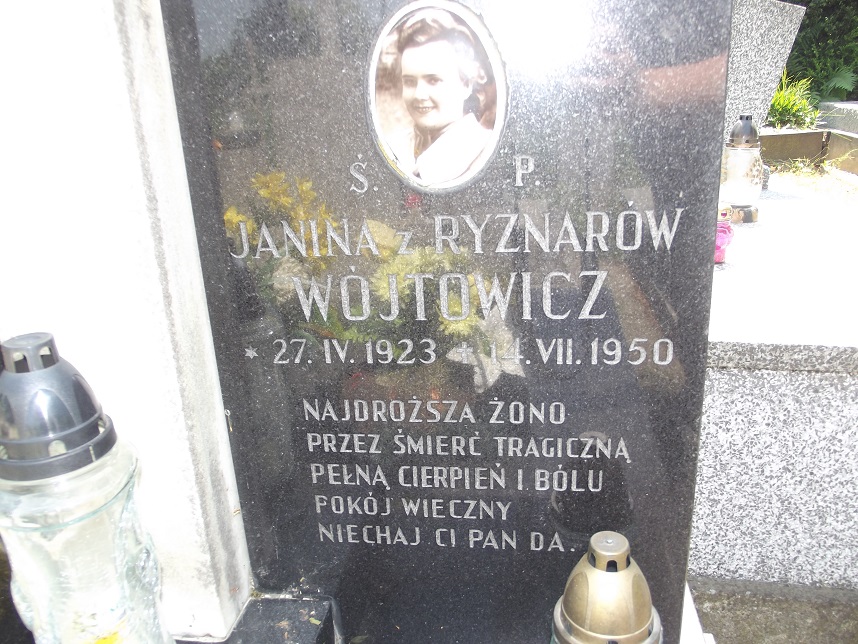 Ś. P.
JANINA z RYZNARÓW
WÓJTOWICZ
* 27. IV. 1923 + 14. VII. 1950
NAJDROŻSZA ŻONO
PRZEZ ŚMIERĆ TRAGICZNĄ
PEŁNĄ CIERPIEŃ I BÓLU
POKÓJ WIECZNY
NIECHAJ CI PAN DA.